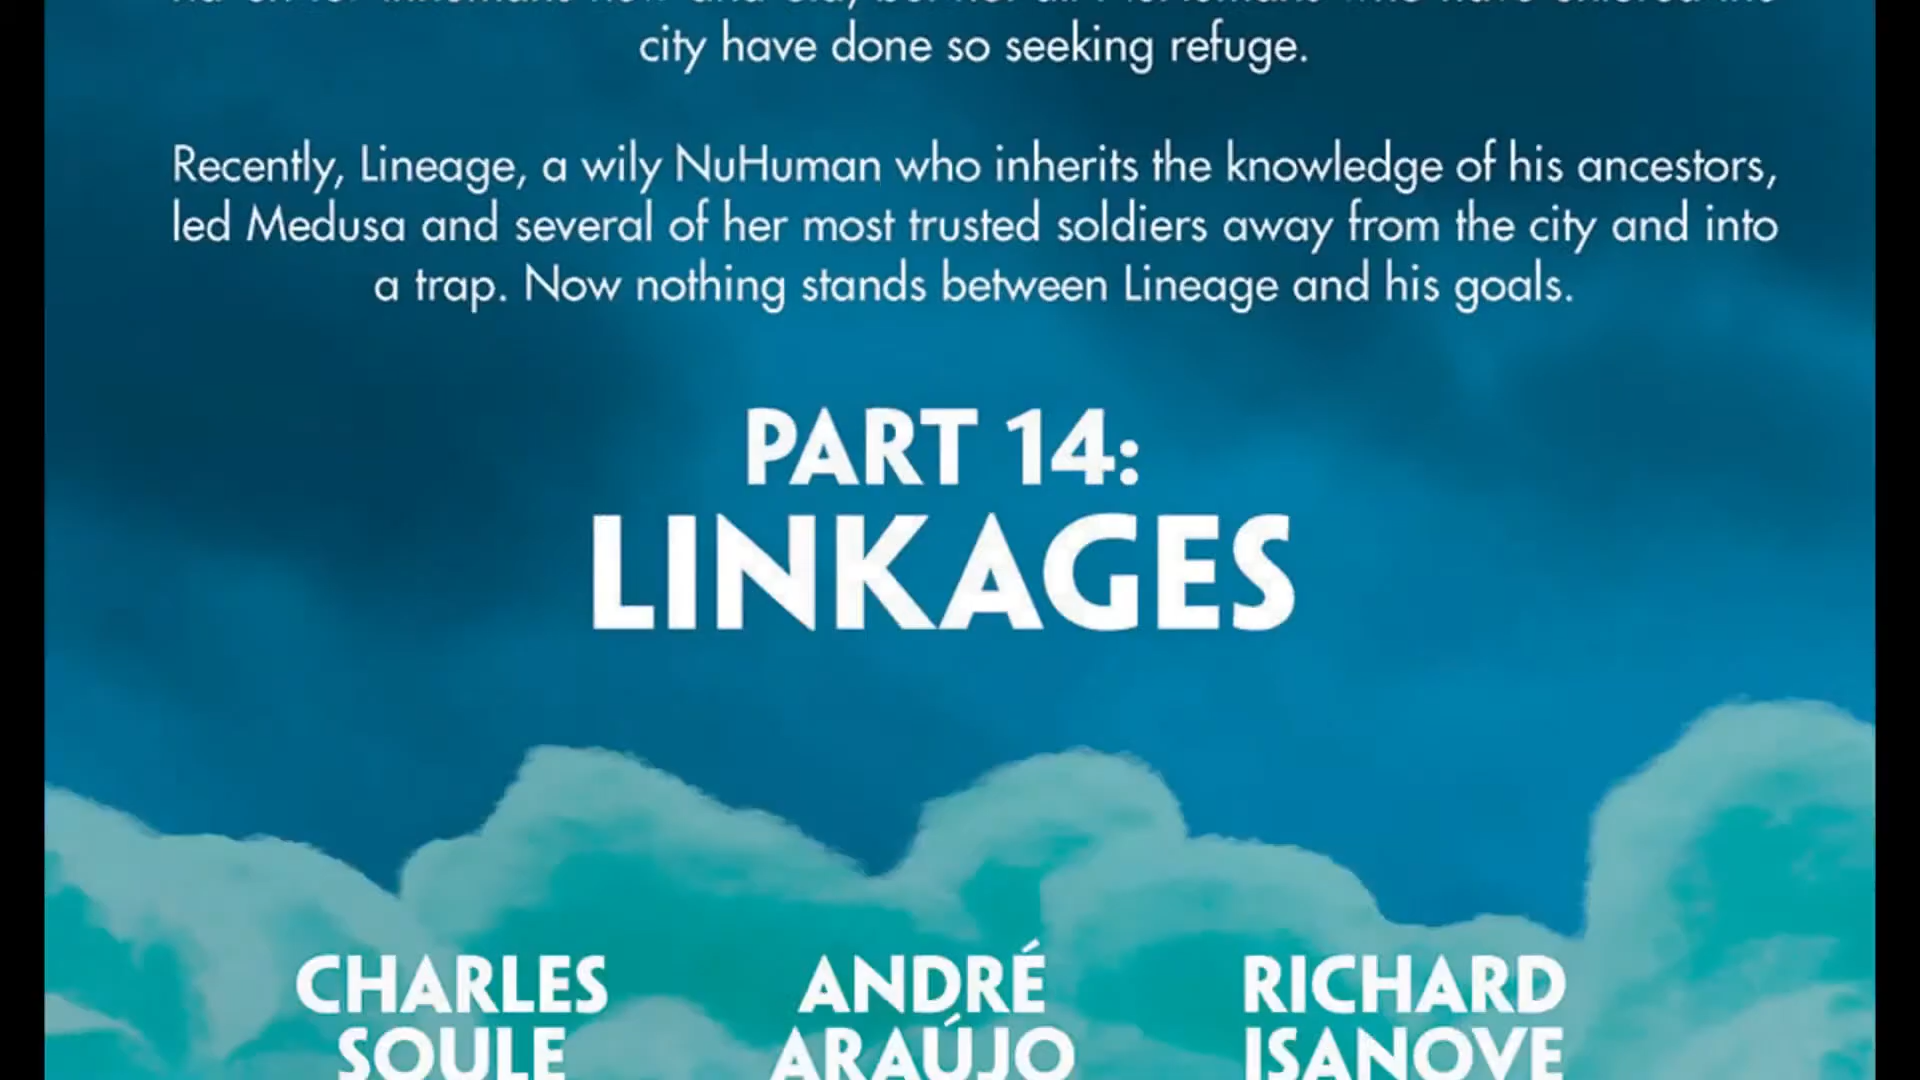 city have done so seeking refuge.
Recently, Lineage, a wily NuHuman who inherits the knowledge of his ancestors,
led Medusa and several of her most trusted soldiers away from the city and into
a trap. Now nothing stands between Lineage and his goals.
PART 14:
LINKAGES
CHARLES ANDRÉ RICHARD
SOULE ARAÚJO ISANOVE